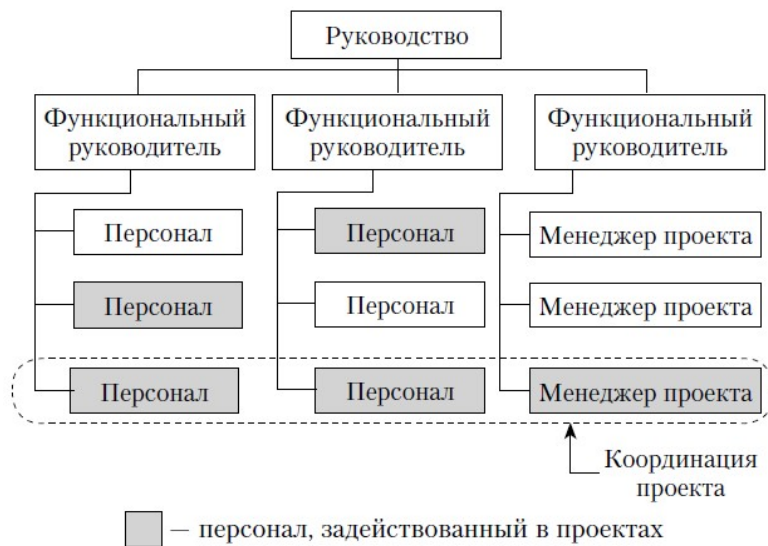 Руководство
Функциональный
руководитель
Функциональный
руководитель
Функциональный
руководитель
Персонал
Персонал
Менеджер проекта
Персонал
Персонал
Менеджер проекта
Персонал
Персонал
Менеджер проекта
Координация
проекта
— персонал, задействованный в проектах